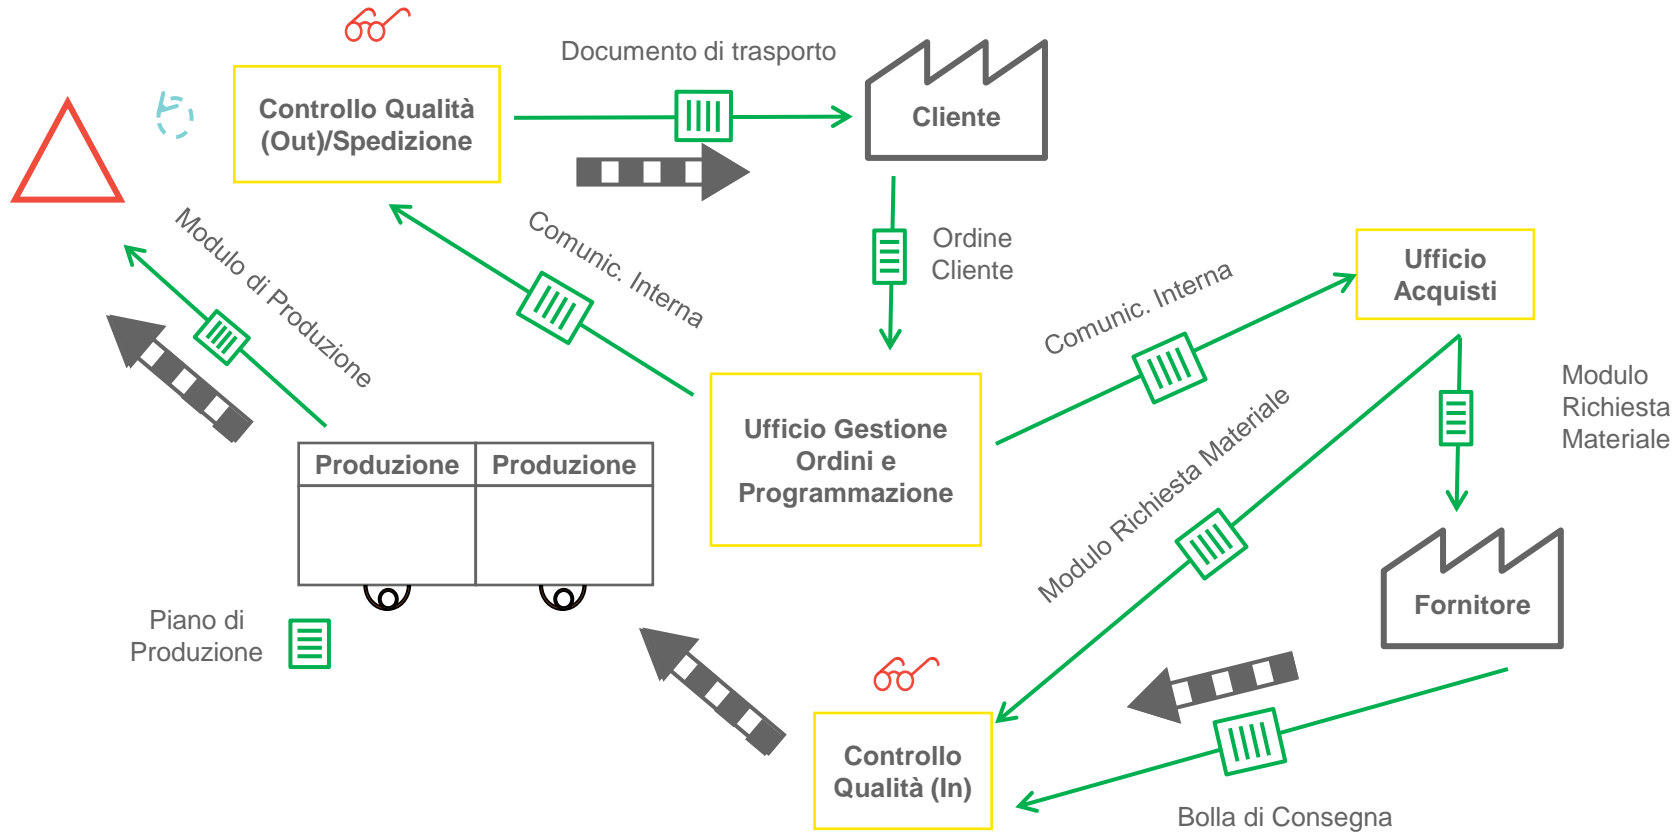 Documento di trasporto
Controllo Qualità
(Out)/Spedizione
Cliente
Modulo di Produzione
Comunic. Interna
Ordine
Cliente
Comunic. Interna
Ufficio
Acquisti
Modulo
Richiesta
Materiale
Ufficio Gestione
Ordini e
Programmazione
Modulo Richiesta Materiale
Produzione
Produzione
Fornitore
Piano di
Produzione
Controllo
Qualità (In)
Bolla di Consegna